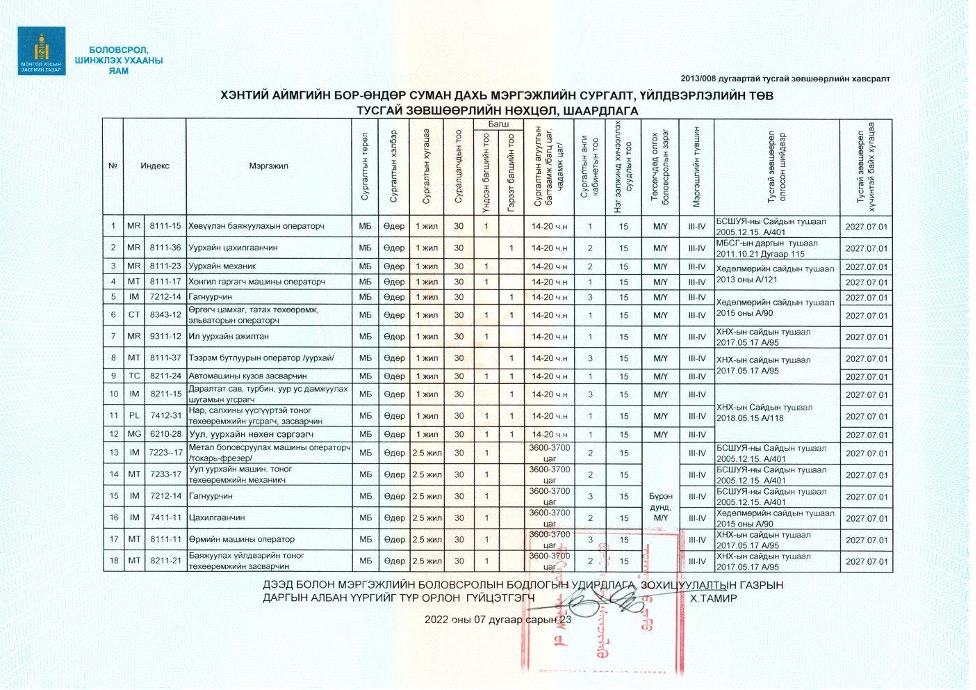 МОНГОЛ УЛСЫН
ЗАСГИЙН ГАЗАР
БОЛОВСРОЛ,
ШИНЖЛЭХ УХААНЫ
ЯАМ
2013/008 дугаартай тусгай зөвшөөрлийн хавсралт
ХЭНТИЙ АЙМГИЙН БОР-ӨНДӨР СУМАН ДАХЬ МЭРГЭЖЛИЙН СУРГАЛТ, ҮЙЛДВЭРЛЭЛИЙН ТӨВ
ТУСГАЙ ЗӨВШӨӨРЛИЙН НӨХЦӨЛ, ШААРДЛАГА
№ Индекс Мэргэжил Сургалтын төрөл Сургалтын хэлбэр Сургалтын хугацаа Суралцагчдын тоо Багш Үндсэн багшийн тоо Гэрээт багшийн тоо Сургалтын агуулгын багтаамж /багц цаг, чадамж цаг/ Сургалтын анги кабинетын тоо Нэг ээлжинд хичээллэх суудлын тоо Төгсөгчдөд олгох боловсролын зэрэг Мэргэшлийн түвшин Тусгай зөвшөөрөл олгосон шийдвэр Тусгай зөвшөөрөл хүчинтэй байх хугацаа
1 MR 8111-15 Хөвүүлэн баяжуулахын операторч МБ Өдөр 1 жил 30 1 14-20 ч.н 1 15 М/Ү III-IV БСШУЯ-ны Сайдын тушаал 2005.12.15. А/401 2027.07.01
2 MR 8111-36 Уурхайн цахилгаанчин МБ Өдөр 1 жил 30 1 14-20 ч.н 2 15 М/Ү III-IV МБСГ-ын даргын тушаал 2011.10.21 Дугаар 115 2027.07.01
3 MR 8111-23 Уурхайн механик МБ Өдөр 1 жил 30 1 14-20 ч.н 2 15 М/Ү III-IV Хөдөлмөрийн сайдын тушаал 2013 оны А/121 2027.07.01
4 MT 8111-17 Хонгил гаргагч машины операторч МБ Өдөр 1 жил 30 1 14-20 ч.н 1 15 М/Ү III-IV 2027.07.01
5 IM 7212-14 Гагнуурчин МБ Өдөр 1 жил 30 1 14-20 ч.н 3 15 М/Ү III-IV Хөдөлмөрийн сайдын тушаал 2015 оны А/90 2027.07.01
6 CT 8343-12 Өргөгч цамхаг, татах төхөөрөмж, эльваторын операторч МБ Өдөр 1 жил 30 1 1 14-20 ч.н 1 15 М/Ү III-IV 2027.07.01
7 MR 9311-12 Ил уурхайн ажилтан МБ Өдөр 1 жил 30 1 14-20 ч.н 1 15 М/Ү III-IV ХНХ-ын сайдын тушаал 2017.05.17 А/95 2027.07.01
8 MT 8111-37 Тээрэм бутлуурын оператор /уурхай/ МБ Өдөр 1 жил 30 1 14-20 ч.н 3 15 М/Ү III-IV ХНХ-ын сайдын тушаал 2017.05.17 А/95 2027.07.01
9 TC 8211-24 Автомашины кузов засварчин МБ Өдөр 1 жил 30 1 1 14-20 ч.н 1 15 М/Ү III-IV 2027.07.01
10 IM 8211-15 Даралтат сав, турбин, уур ус дамжуулах шугамын угсрагч МБ Өдөр 1 жил 30 1 14-20 ч.н 3 15 М/Ү III-IV ХНХ-ын Сайдын тушаал 2018.05.15 А/118 2027.07.01
11 PL 7412-31 Нар, салхины үүсгүүртэй тоног төхөөрөмжийн угсрагч, засварчин МБ Өдөр 1 жил 30 1 1 14-20 ч.н 1 15 М/Ү III-IV 2027.07.01
12 MG 6210-28 Уул, уурхайн нөхөн сэргээгч МБ Өдөр 1 жил 30 1 1 14-20 ч.н 1 15 М/Ү III-IV 2027.07.01
13 IM 7223--17 Метал боловсруулах машины операторч /токарь-фрезер/ МБ Өдөр 2.5 жил 30 1 3600-3700 цаг 2 15 Бүрэн дунд, М/Ү III-IV БСШУЯ-ны Сайдын тушаал 2005.12.15. А/401 2027.07.01
14 MT 7233-17 Уул уурхайн машин, тоног төхөөрөмжийн механикч МБ Өдөр 2.5 жил 30 1 3600-3700 цаг 2 15 III-IV БСШУЯ-ны Сайдын тушаал 2005.12.15. А/401 2027.07.01
15 IM 7212-14 Гагнуурчин МБ Өдөр 2.5 жил 30 1 3600-3700 цаг 3 15 III-IV БСШУЯ-ны Сайдын тушаал 2005.12.15. А/401 2027.07.01
16 IM 7411-11 Цахилгаанчин МБ Өдөр 2.5 жил 30 1 3600-3700 цаг 2 15 III-IV Хөдөлмөрийн сайдын тушаал 2015 оны А/90 2027.07.01
17 MT 8111-11 Өрмийн машины оператор МБ Өдөр 2.5 жил 30 1 3600-3700 цаг 3 15 III-IV ХНХ-ын сайдын тушаал 2017.05.17 А/95 2027.07.01
18 MT 8211-21 Баяжуулах үйлдвэрийн тоног төхөөрөмжийн засварчин МБ Өдөр 2.5 жил 30 1 3600-3700 цаг 2 15 III-IV ХНХ-ын сайдын тушаал 2017.05.17 А/95 2027.07.01
ДЭЭД БОЛОН МЭРГЭЖЛИЙН БОЛОВСРОЛЫН БОДЛОГЫН УДИРДЛАГА, ЗОХИЦУУЛАЛТЫН ГАЗРЫН
ДАРГЫН АЛБАН ҮҮРГИЙГ ТҮР ОРЛОН ГҮЙЦЭТГЭГЧ Х.ТАМИР
2022 оны 07 дугаар сарын 23